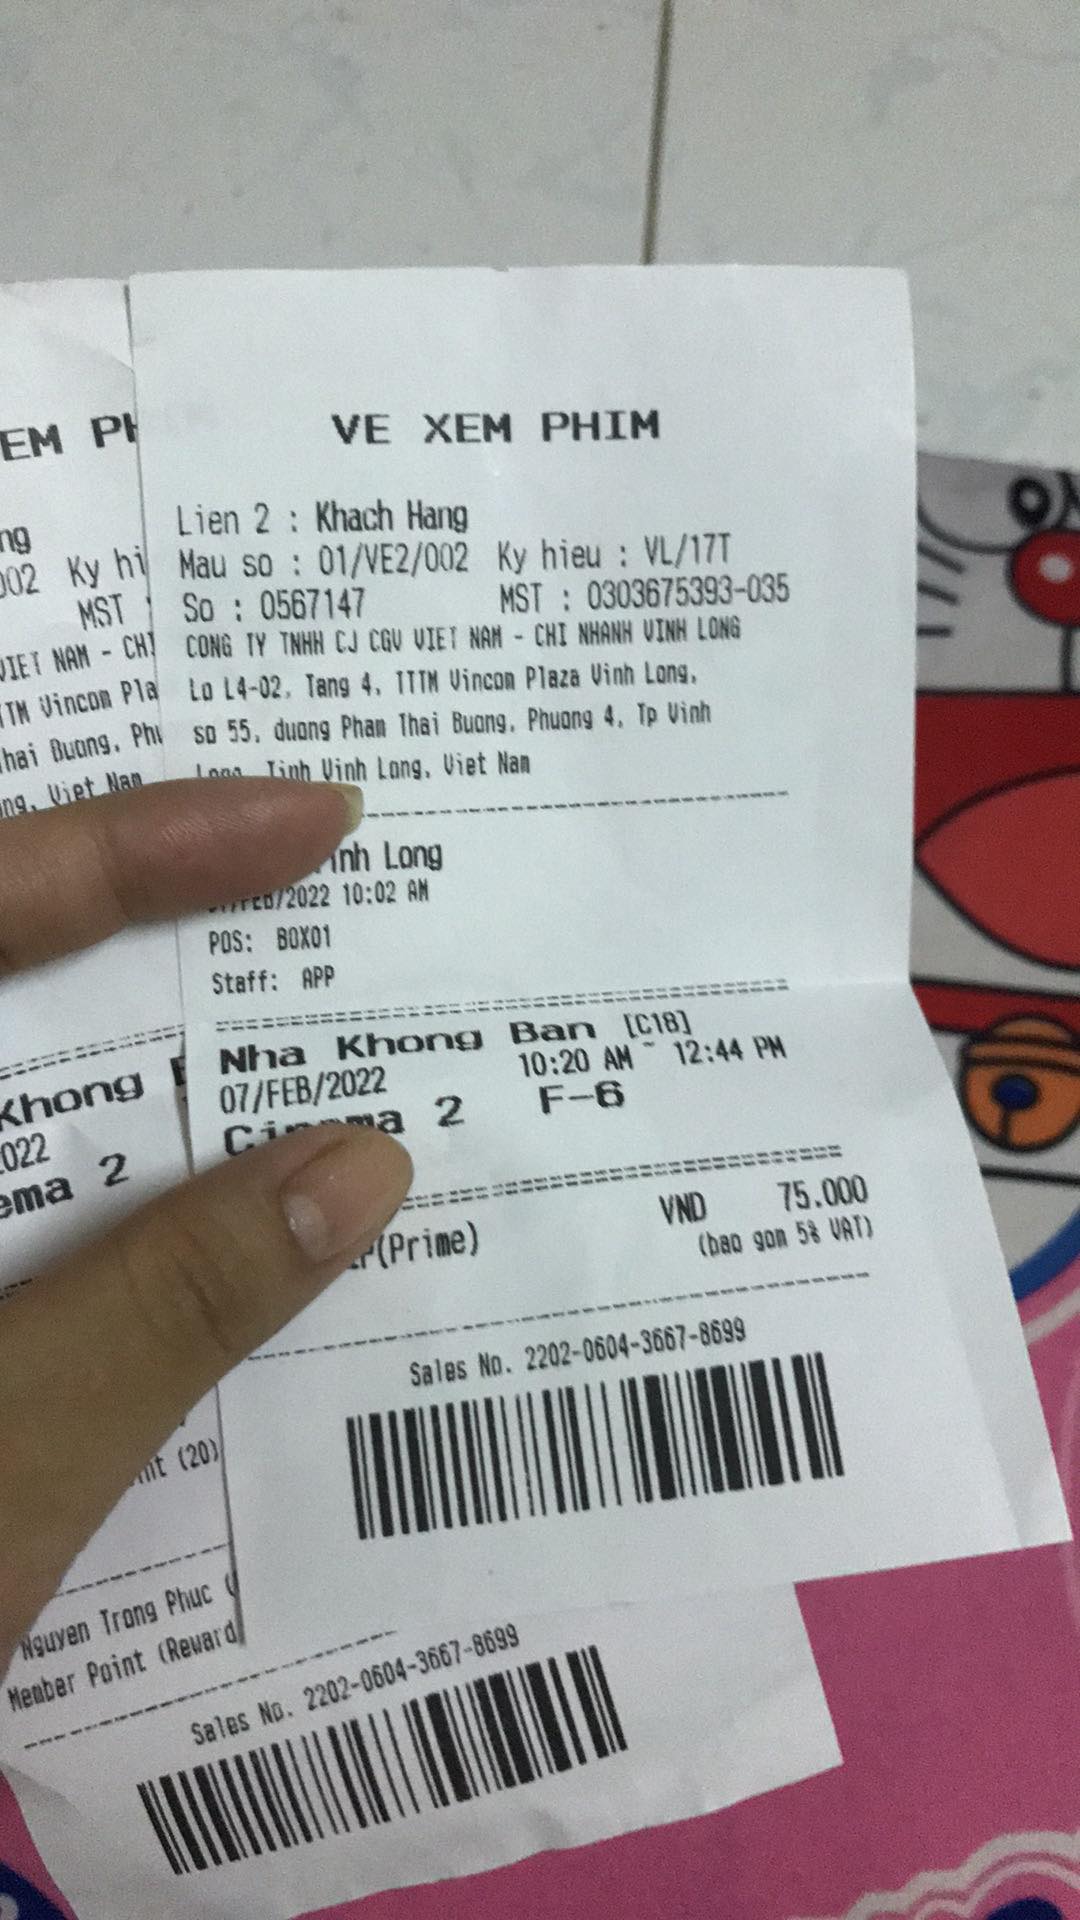 VE XEM PHIM
Lien 2 : Khach Hang
Mau so : 01/VE2/002 Ky hieu : VL/17T
So : 0567147 MST : 0303675393-035
CONG TY TNHH CJ CGV VIET NAM - CHI NHANH VINH LONG
Lo L4-02, Tang 4, TTTM Vincom Plaza Vinh Long,
so 55, duong Pham Thai Buong, Phuong 4, Tp Vinh
Long, Tinh Vinh Long, Viet Nam
inh Long
07/FEB/2022 10:02 AM
POS: BOX01
Staff: APP
Nha Khong Ban [C18]
07/FEB/2022 10:20 AM ~ 12:44 PM
Cinema 2 F-6
(Prime) VND 75.000
(bao gom 5% VAT)
Sales No. 2202-0604-3667-8699
EM PH
ng
002 Ky hi
MST :
VIET NAM - CHI
TTM Vincom Pla
hai Buong, Phu
ng, Viet Nam
Khong
022
ema 2
nt (20)
Nguyen Trong Phuc (
Member Point (Reward
Sales No. 2202-0604-3667-8699